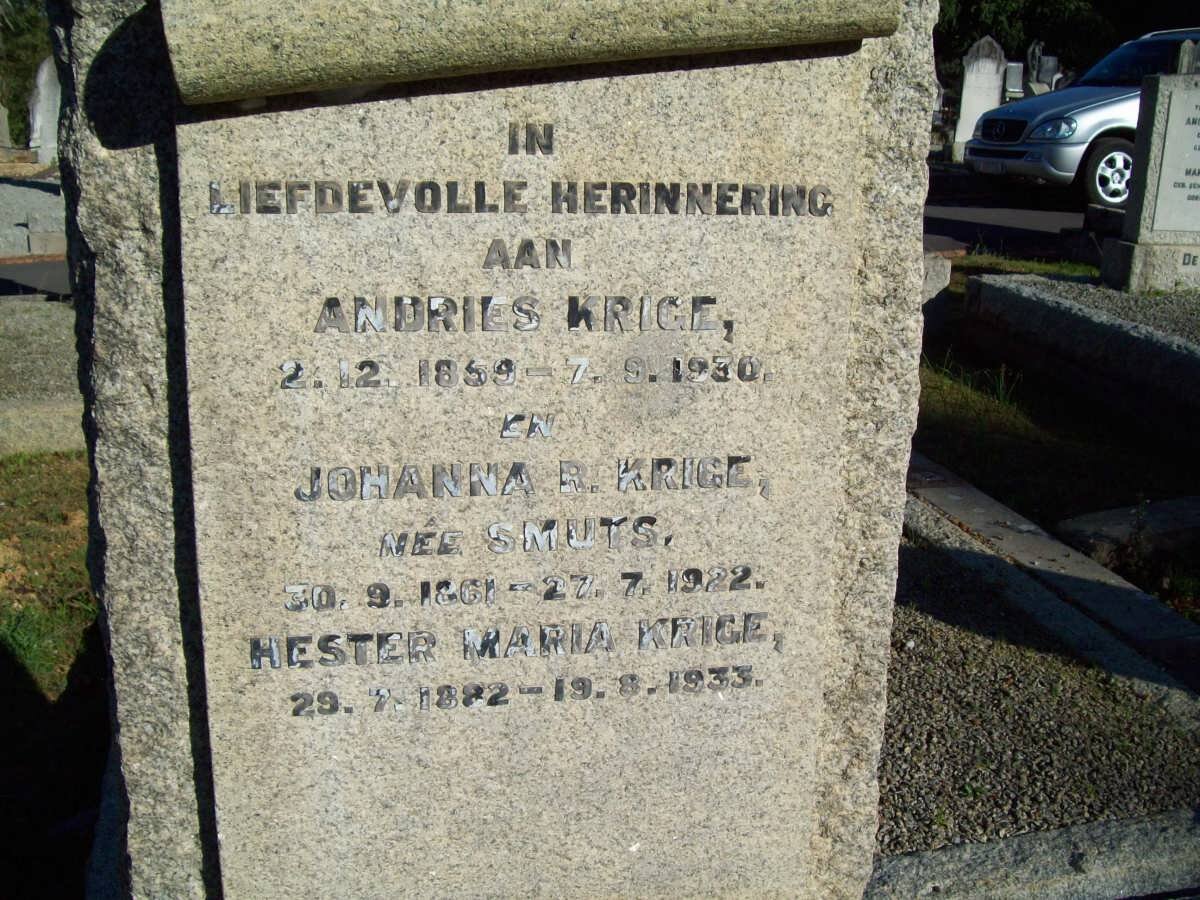 IN
LIEFDEVOLLE HERINNERING
AAN
ANDRIES KRIGE,
2. 12. 1859 – 7. 9. 1930.
EN
JOHANNA R. KRIGE,
NÉE SMUTS.
30. 9. 1861 – 27. 7. 1922.
HESTER MARIA KRIGE,
29. 7. 1882 – 19. 8. 1933.
DE